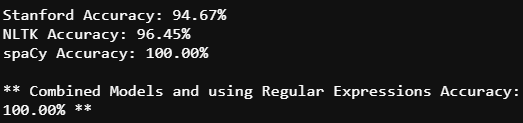 Stanford Accuracy: 94.67%
NLTK Accuracy: 96.45%
spaCy Accuracy: 100.00%
** Combined Models and using Regular Expressions Accuracy:
100.00% **